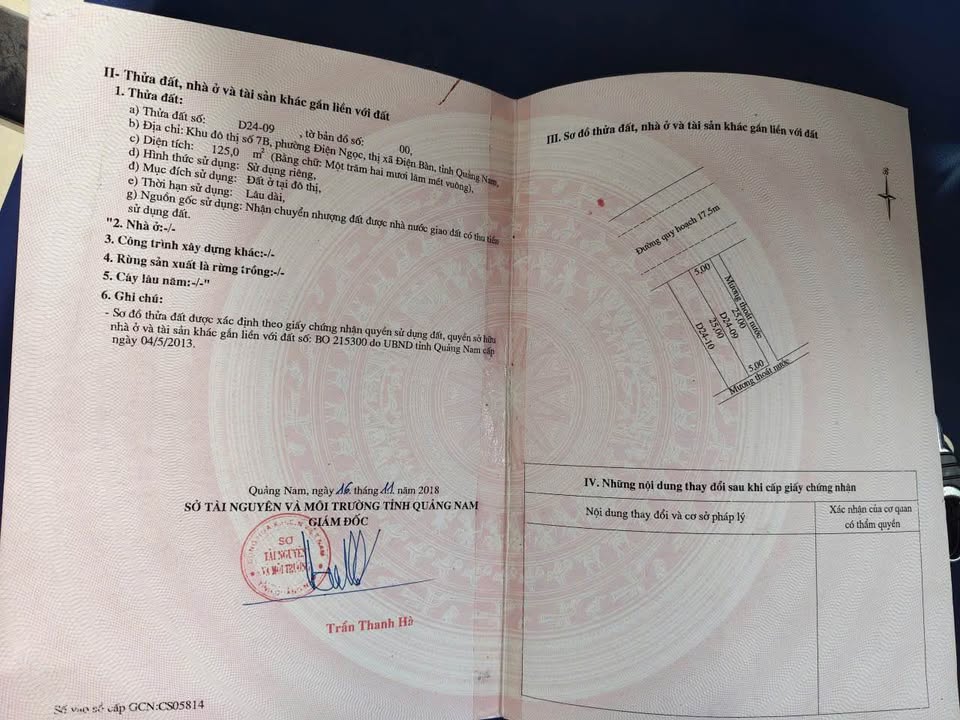 II- Thửa đất, nhà ở và tài sản khác gắn liền với đất
1. Thửa đất:
a) Thửa đất số: D24-09 , tờ bản đồ số: 00,
b) Địa chỉ: Khu đô thị số 7B, phường Điện Ngọc, thị xã Điện Bàn, tỉnh Quảng Nam,
c) Diện tích: 125,0 m² (Bằng chữ: Một trăm hai mươi lăm mét vuông),
d) Hình thức sử dụng: Sử dụng riêng,
đ) Mục đích sử dụng: Đất ở tại đô thị,
e) Thời hạn sử dụng: Lâu dài,
g) Nguồn gốc sử dụng: Nhận chuyển nhượng đất được nhà nước giao đất có thu tiền
sử dụng đất.
"2. Nhà ở:-/-
3. Công trình xây dựng khác:-/-
4. Rừng sản xuất là rừng trồng:-/-
5. Cây lâu năm:-/-"
6. Ghi chú:
- Sơ đồ thửa đất được xác định theo giấy chứng nhận quyền sử dụng đất, quyền sở hữu
nhà ở và tài sản khác gắn liền với đất số: BO 215300 do UBND tỉnh Quảng Nam cấp
ngày 04/5/2013.
Quảng Nam, ngày 16 tháng 11 năm 2018
SỞ TÀI NGUYÊN VÀ MÔI TRƯỜNG TỈNH QUẢNG NAM
GIÁM ĐỐC
SỞ
TÀI NGUYÊN
VÀ MÔI TRƯỜNG
Trần Thanh Hà
Số vào sổ cấp GCN:CS05814
III. Sơ đồ thửa đất, nhà ở và tài sản khác gắn liền với đất
B
Đường quy hoạch 17,5m
5.00
Mương thoát nước
25.00
D24-09
25.00
D24-10
5.00
Mương thoát nước
IV. Những nội dung thay đổi sau khi cấp giấy chứng nhận
Nội dung thay đổi và cơ sở pháp lý
Xác nhận của cơ quan
có thẩm quyền